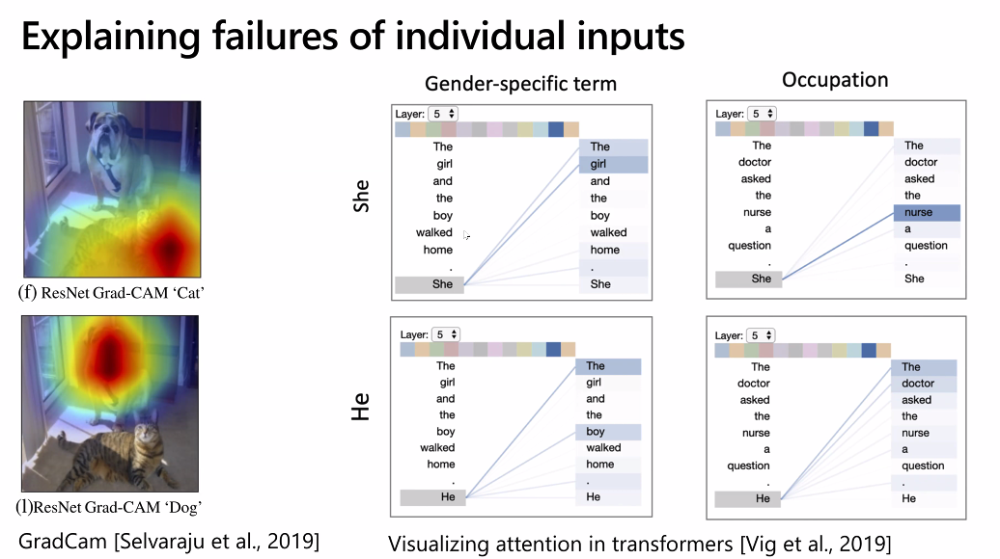 Explaining failures of individual inputs
Gender-specific term
Occupation
She
He
Layer: 5
The The
girl girl
and and
the the
boy boy
walked walked
home home
. .
She She
Layer: 5
The The
doctor doctor
asked asked
the the
nurse nurse
a a
question question
. .
She She
(f) ResNet Grad-CAM ‘Cat’
Layer: 5
The The
girl girl
and and
the the
boy boy
walked walked
home home
. .
He He
Layer: 5
The The
doctor doctor
asked asked
the the
nurse nurse
a a
question question
. .
He He
(l)ResNet Grad-CAM ‘Dog’
GradCam [Selvaraju et al., 2019]
Visualizing attention in transformers [Vig et al., 2019]